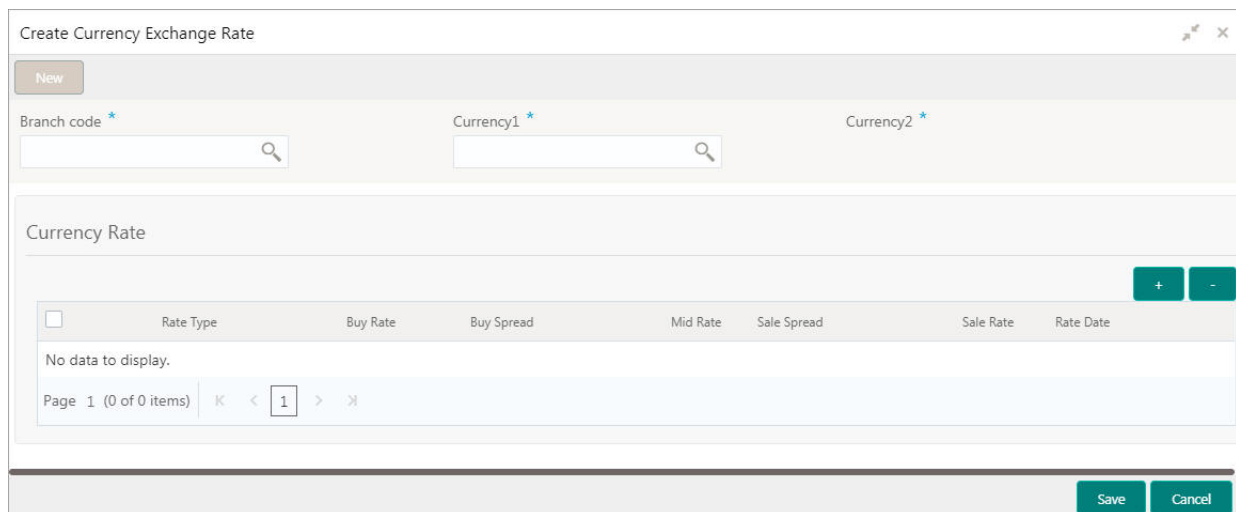 Create Currency Exchange Rate
New
Branch code * Currency1 * Currency2 *
Currency Rate
+ -
Rate Type Buy Rate Buy Spread Mid Rate Sale Spread Sale Rate Rate Date
No data to display.
Page 1 (0 of 0 items) K < 1 > >|
Save Cancel